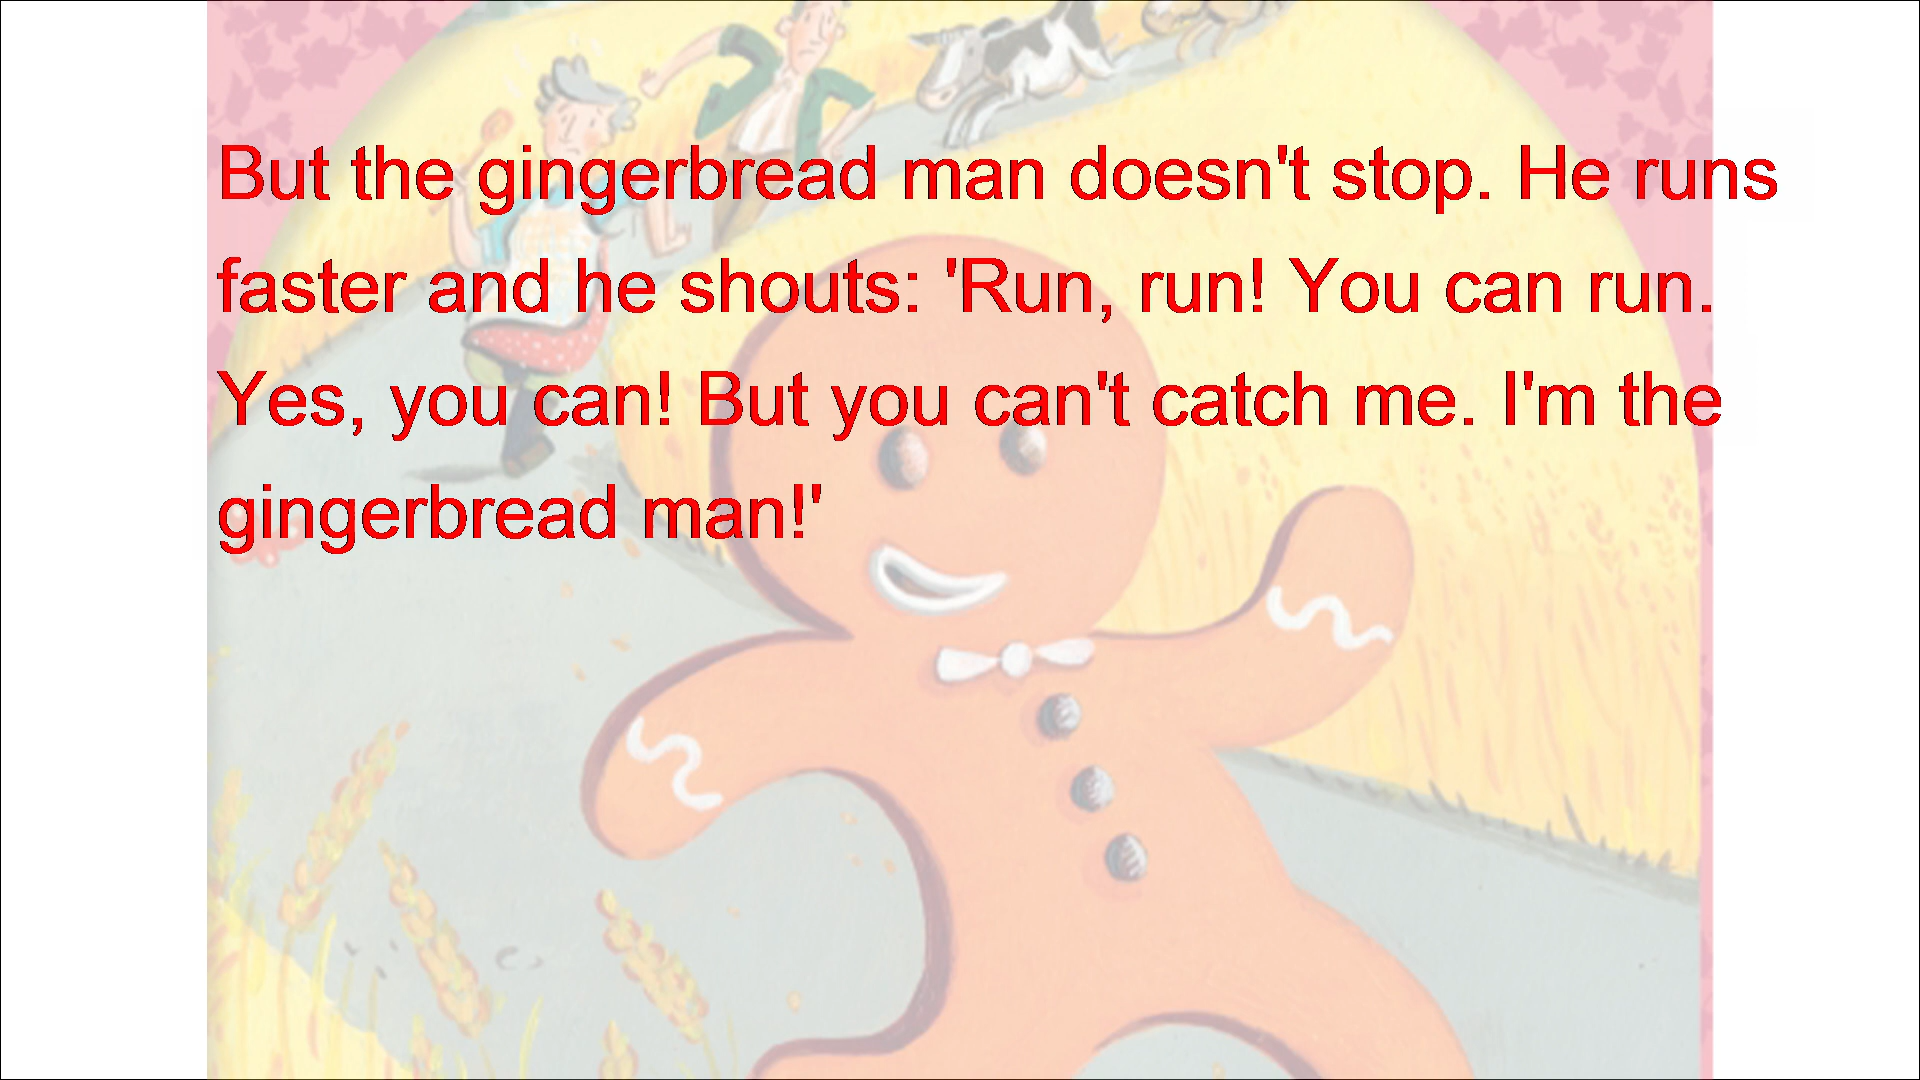 But the gingerbread man doesn't stop. He runs
faster and he shouts: 'Run, run! You can run.
Yes, you can! But you can't catch me. I'm the
gingerbread man!'